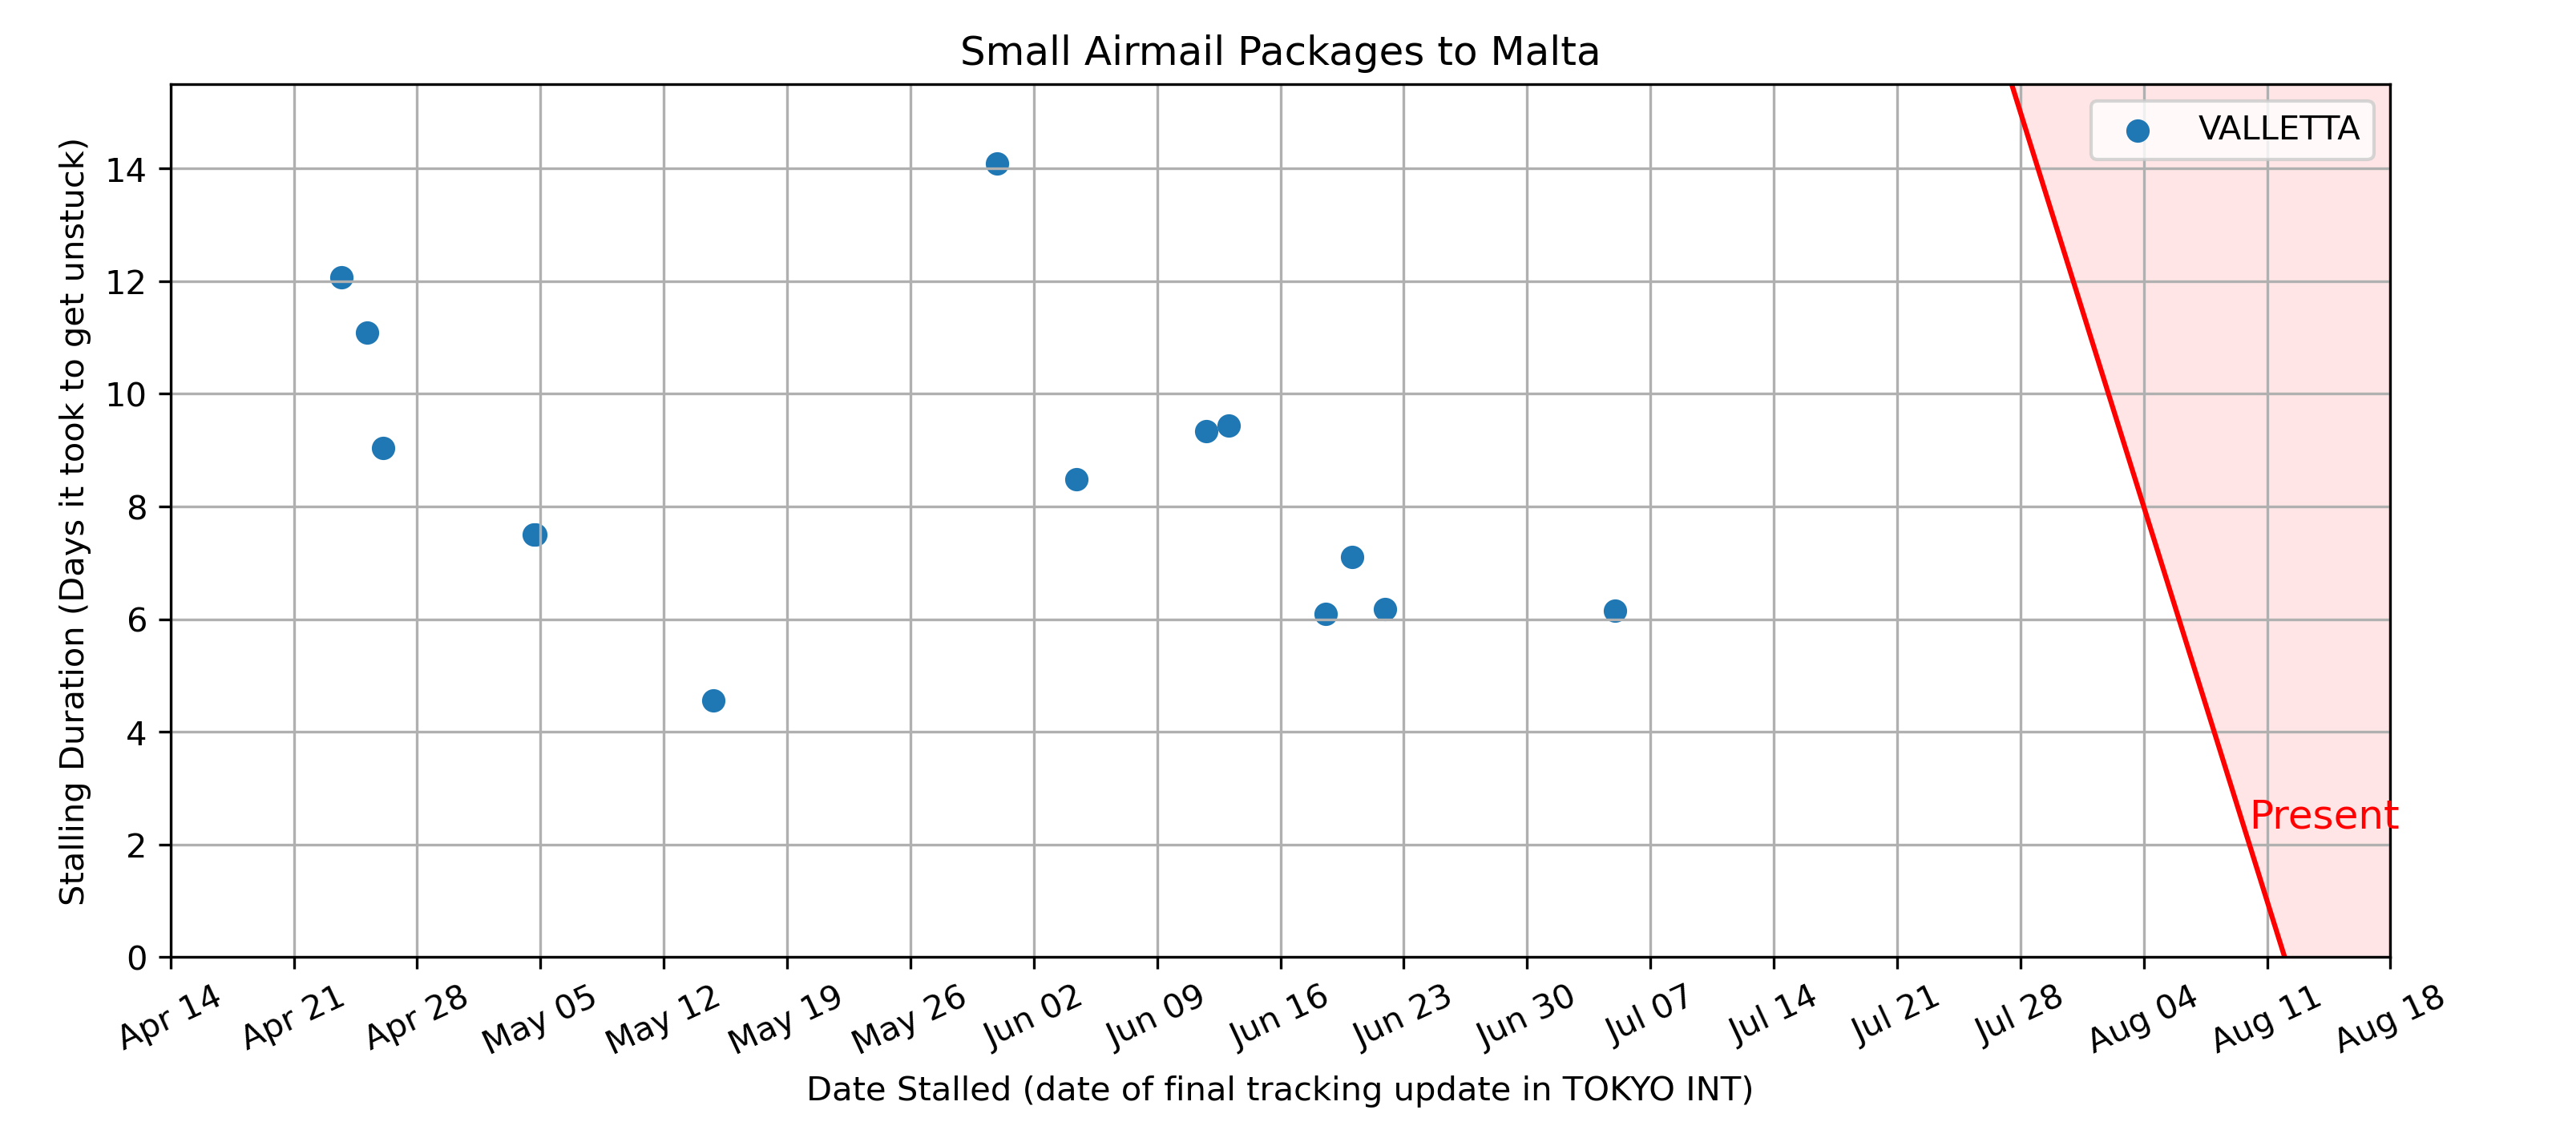 Small Airmail Packages to Malta
VALLETTA
Stalling Duration (Days it took to get unstuck)
14
12
10
8
6
4
2
0
Present
Apr 14 Apr 21 Apr 28 May 05 May 12 May 19 May 26 Jun 02 Jun 09 Jun 16 Jun 23 Jun 30 Jul 07 Jul 14 Jul 21 Jul 28 Aug 04 Aug 11 Aug 18
Date Stalled (date of final tracking update in TOKYO INT)